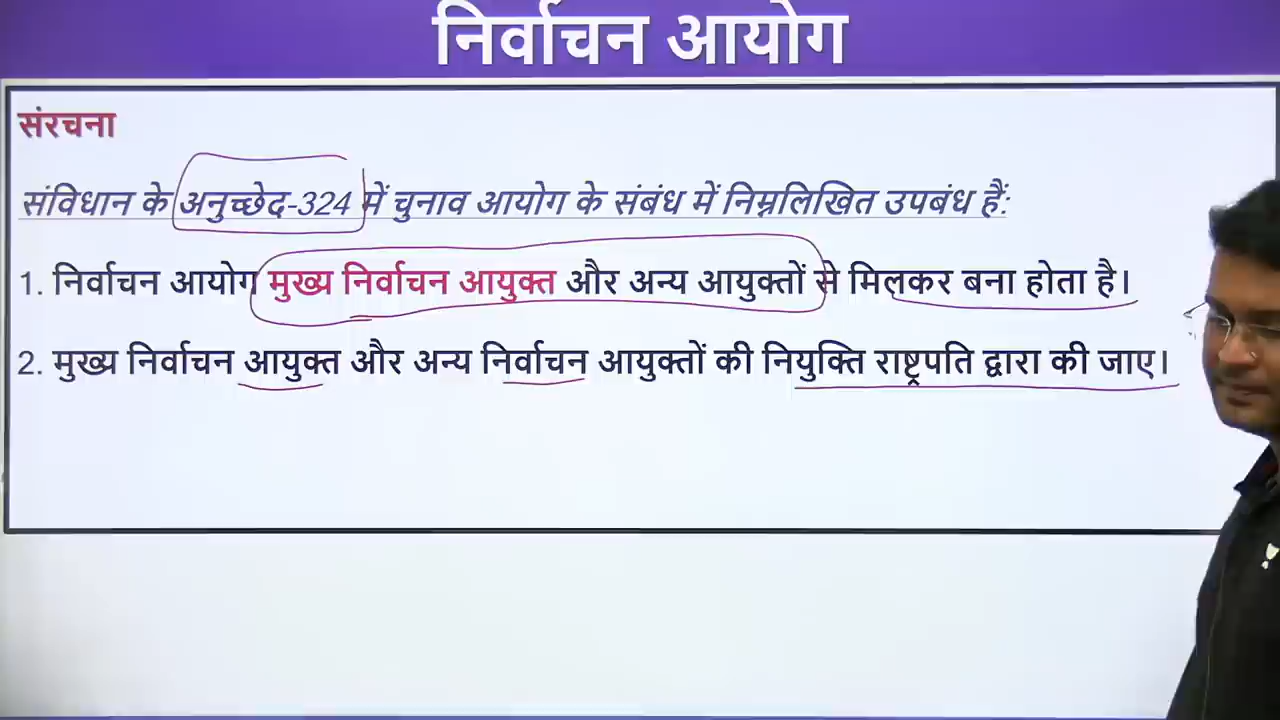 निर्वाचन आयोग
संरचना
संविधान के अनुच्छेद-324 में चुनाव आयोग के संबंध में निम्नलिखित उपबंध हैं:
1. निर्वाचन आयोग मुख्य निर्वाचन आयुक्त और अन्य आयुक्तों से मिलकर बना होता है।
2. मुख्य निर्वाचन आयुक्त और अन्य निर्वाचन आयुक्तों की नियुक्ति राष्ट्रपति द्वारा की जाए।